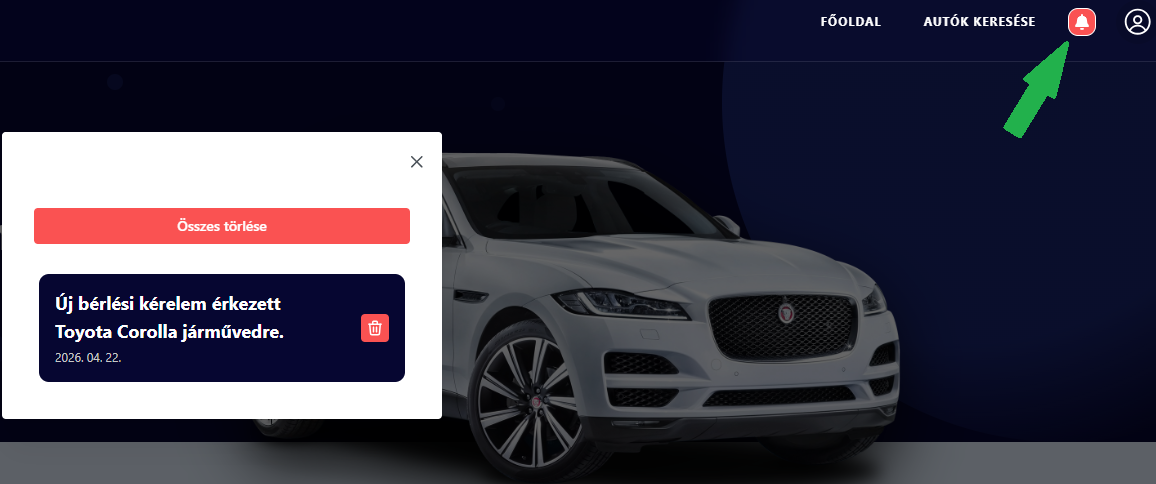 FŐOLDAL
AUTÓK KERESÉSE
Összes törlése
Új bérlési kérelem érkezett
Toyota Corolla járművedre.
2026. 04. 22.